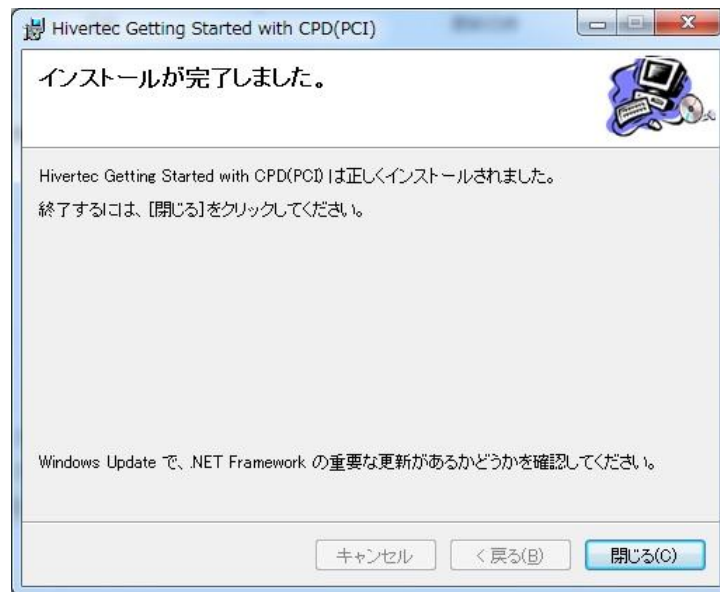 Hivertec Getting Started with CPD(PCI)
インストールが完了しました。
Hivertec Getting Started with CPD(PCI) は正しくインストールされました。
終了するには、[閉じる]をクリックしてください。
Windows Update で、.NET Framework の重要な更新があるかどうかを確認してください。
キャンセル
< 戻る(B)
閉じる(C)